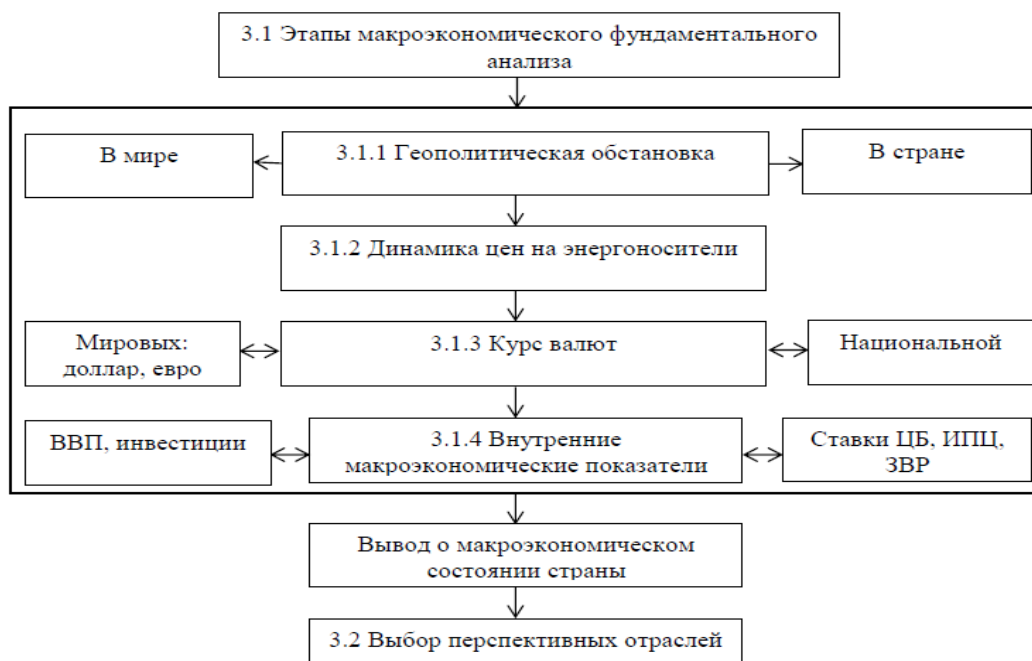 3.1 Этапы макроэкономического фундаментального
анализа
В мире
3.1.1 Геополитическая обстановка
В стране
3.1.2 Динамика цен на энергоносители
Мировых:
доллар, евро
3.1.3 Курс валют
Национальной
ВВП, инвестиции
3.1.4 Внутренние
макроэкономические показатели
Ставки ЦБ, ИПЦ,
ЗВР
Вывод о макроэкономическом
состоянии страны
3.2 Выбор перспективных отраслей